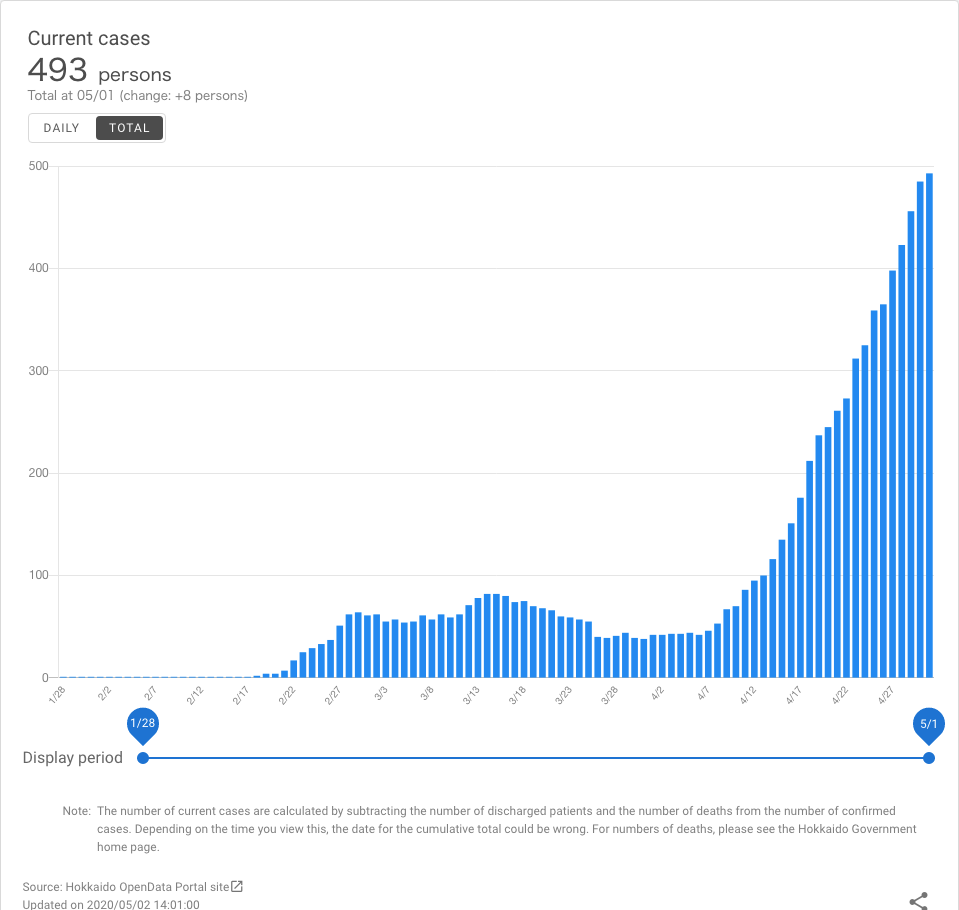 Current cases
493 persons
Total at 05/01 (change: +8 persons)
DAILY TOTAL
500
400
300
200
100
0
1/28 2/2 2/7 2/12 2/17 2/22 2/27 3/3 3/8 3/13 3/18 3/23 3/28 4/2 4/7 4/12 4/17 4/22 4/27
1/28 5/1
Display period
Note: The number of current cases are calculated by subtracting the number of discharged patients and the number of deaths from the number of confirmed
cases. Depending on the time you view this, the date for the cumulative total could be wrong. For numbers of deaths, please see the Hokkaido Government
home page.
Source: Hokkaido OpenData Portal site
Updated on 2020/05/02 14:01:00